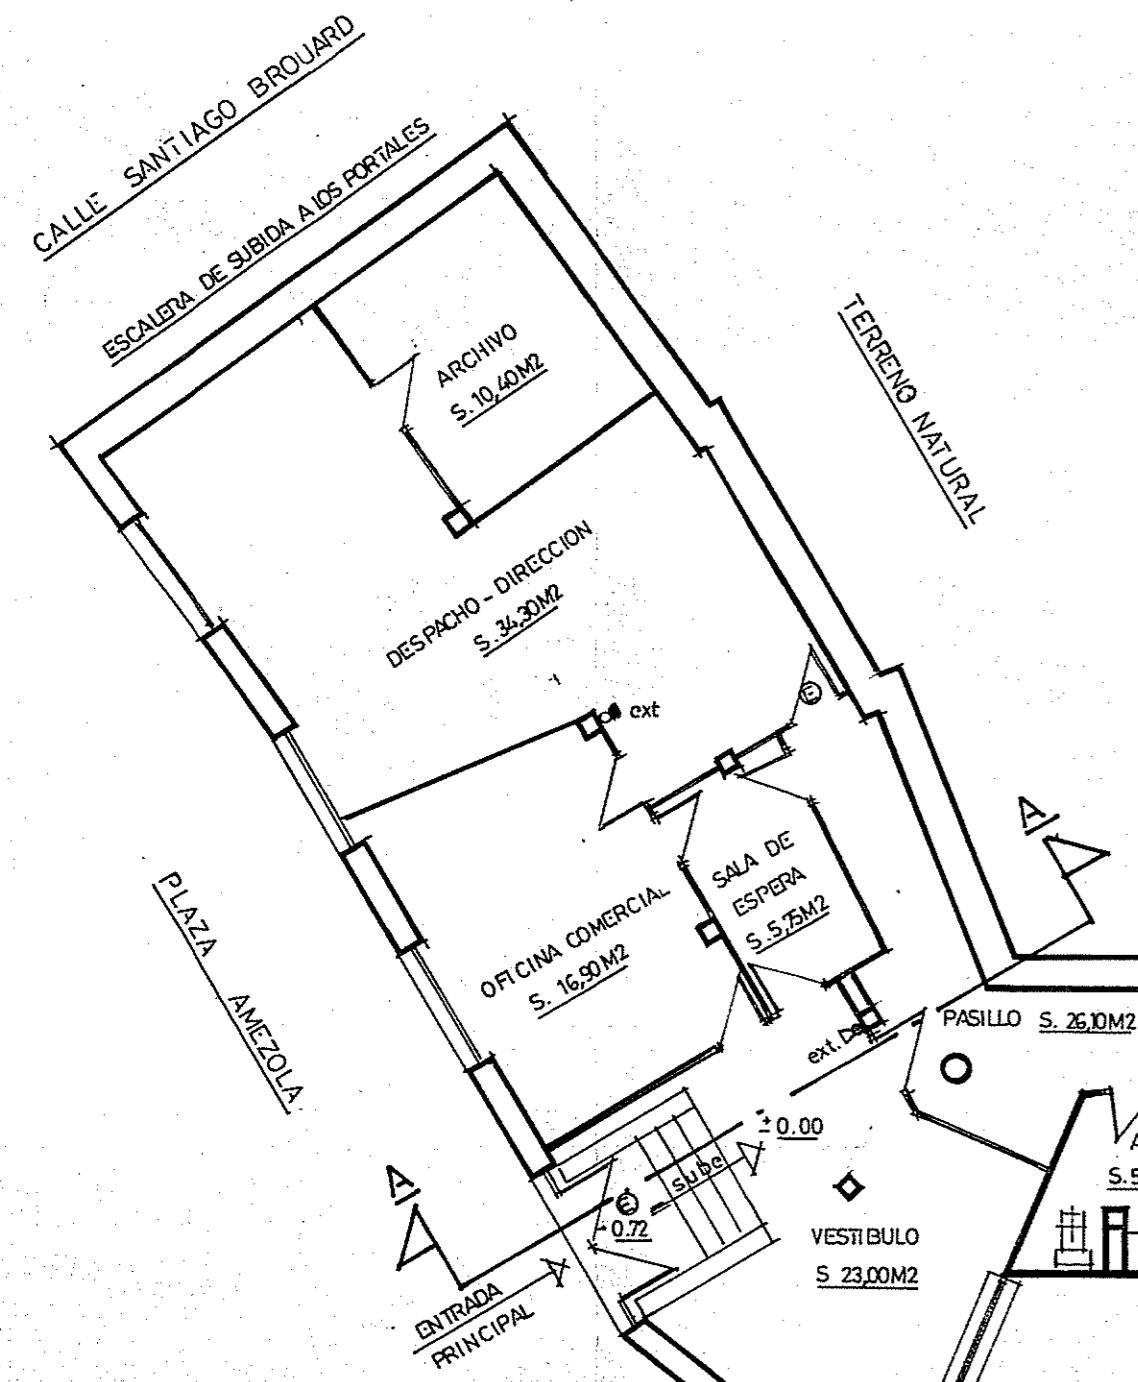 CALLE SANTIAGO BROUARD
ESCALERA DE SUBIDA A LOS PORTALES
TERRENO NATURAL
ARCHIVO
S. 10,40M2
DESPACHO - DIRECCION
S. 34,30M2
ext
E
SALA DE
ESPERA
S. 5,75M2
OFICINA COMERCIAL
S. 16,90M2
PLAZA AMEZOLA
A
ext.
PASILLO S. 26,10M2
± 0.00
A
sube
E
- 0.72
VESTIBULO
S 23,00M2
A
S.5
ENTRADA
PRINCIPAL